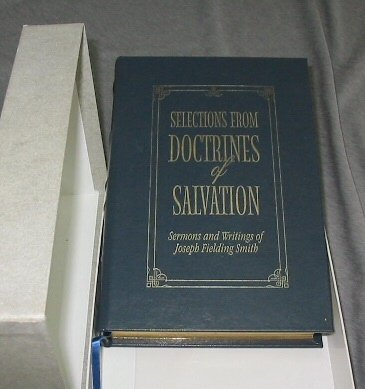 SELECTIONS FROM
DOCTRINES
of
SALVATION
Sermons and Writings of
Joseph Fielding Smith